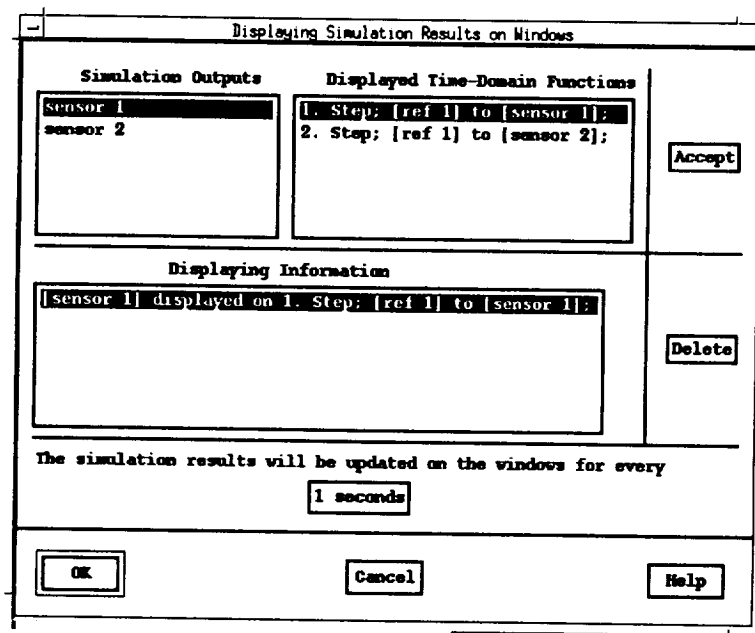 Displaying Simulation Results on Windows
Simulation Outputs
Displayed Time-Domain Functions
sensor 1
sensor 2
1. Step; [ref 1] to [sensor 1];
2. Step; [ref 1] to [sensor 2];
Accept
Displaying Information
[sensor 1] displayed on 1. Step; [ref 1] to [sensor 1];
Delete
The simulation results will be updated on the windows for every
1 seconds
OK
Cancel
Help